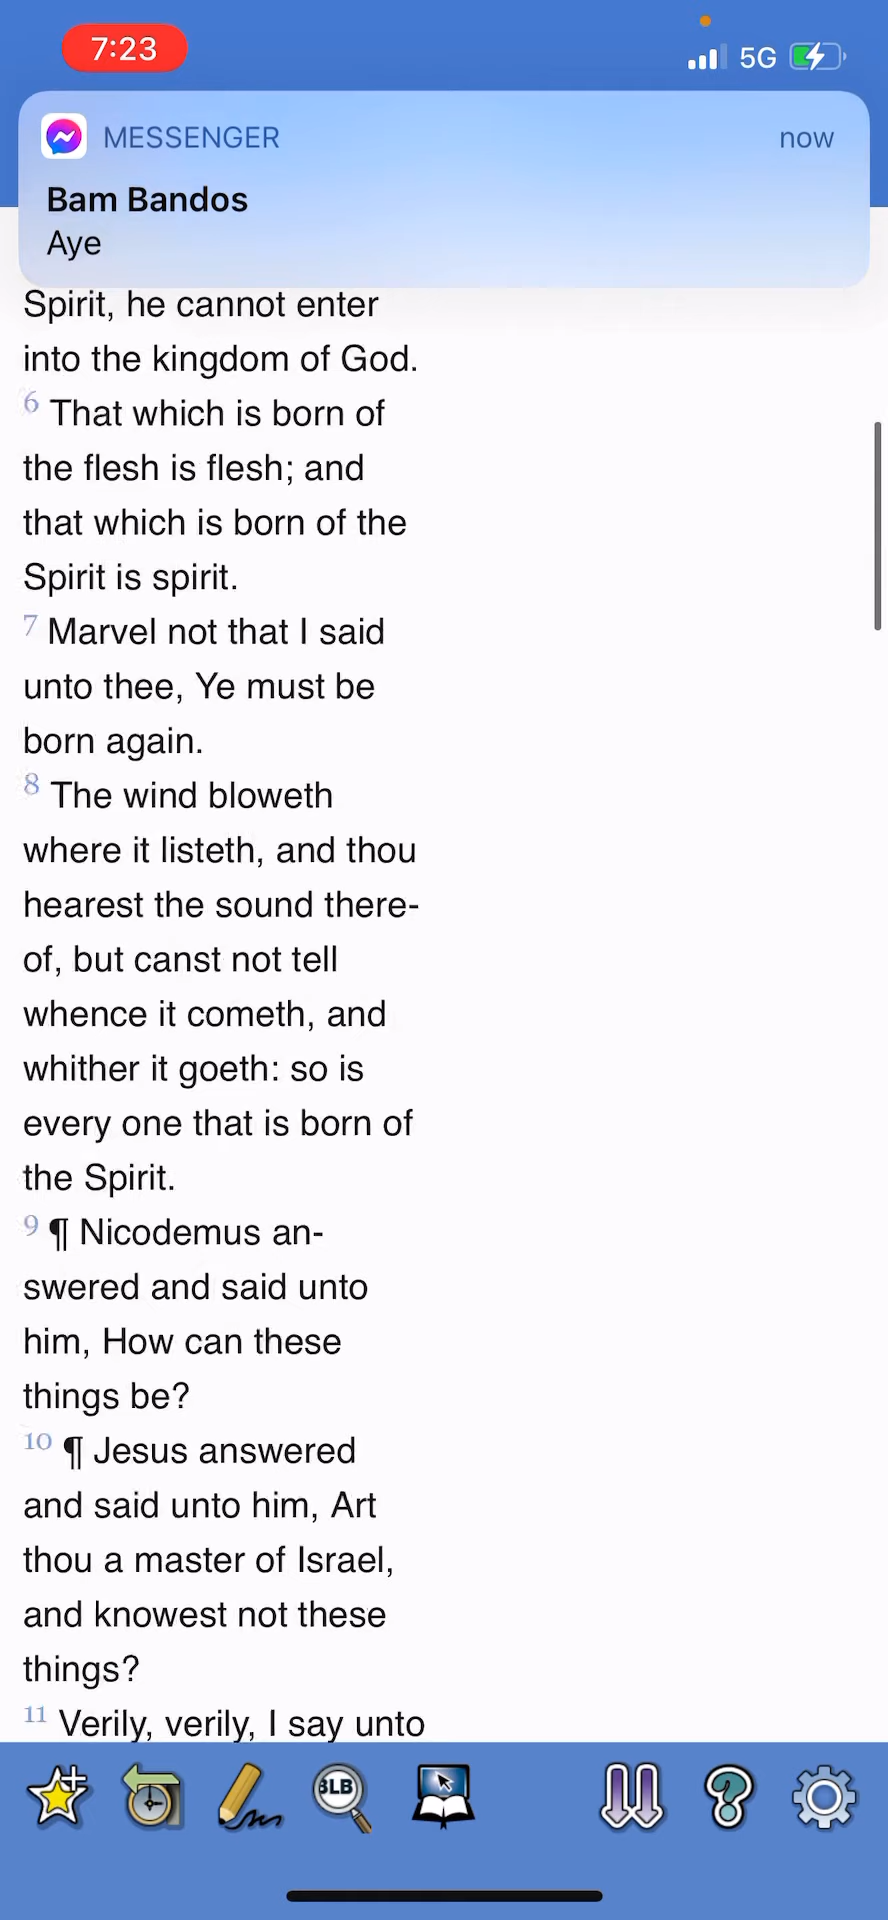 7:23
5G
MESSENGER
now
Bam Bandos
Aye
Spirit, he cannot enter
into the kingdom of God.
6 That which is born of
the flesh is flesh; and
that which is born of the
Spirit is spirit.
7 Marvel not that I said
unto thee, Ye must be
born again.
8 The wind bloweth
where it listeth, and thou
hearest the sound there-
of, but canst not tell
whence it cometh, and
whither it goeth: so is
every one that is born of
the Spirit.
9 ¶ Nicodemus an-
swered and said unto
him, How can these
things be?
10 ¶ Jesus answered
and said unto him, Art
thou a master of Israel,
and knowest not these
things?
11 Verily, verily, I say unto
BLB